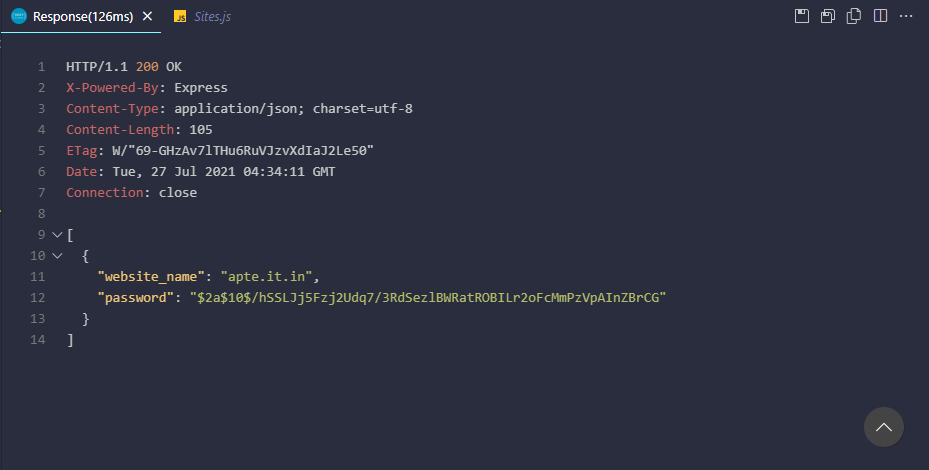 Response(126ms)
JS Sites.js
1 HTTP/1.1 200 OK
2 X-Powered-By: Express
3 Content-Type: application/json; charset=utf-8
4 Content-Length: 105
5 ETag: W/"69-GHzAv7lTHu6RuVJzvXdIaJ2Le50"
6 Date: Tue, 27 Jul 2021 04:34:11 GMT
7 Connection: close
8
9 [
10 {
11 "website_name": "apte.it.in",
12 "password": "$2a$10$/hSSLJj5Fzj2Udq7/3RdSezlBWRatROBILr2oFcMmPzVpAInZBrCG"
13 }
14 ]